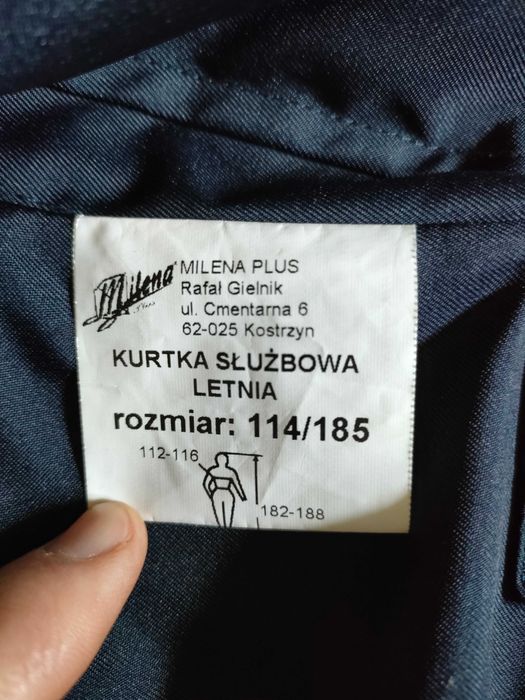 Milena
MILENA PLUS
Rafał Gielnik
ul. Cmentarna 6
62-025 Kostrzyn
KURTKA SŁUŻBOWA
LETNIA
rozmiar: 114/185
112-116
182-188